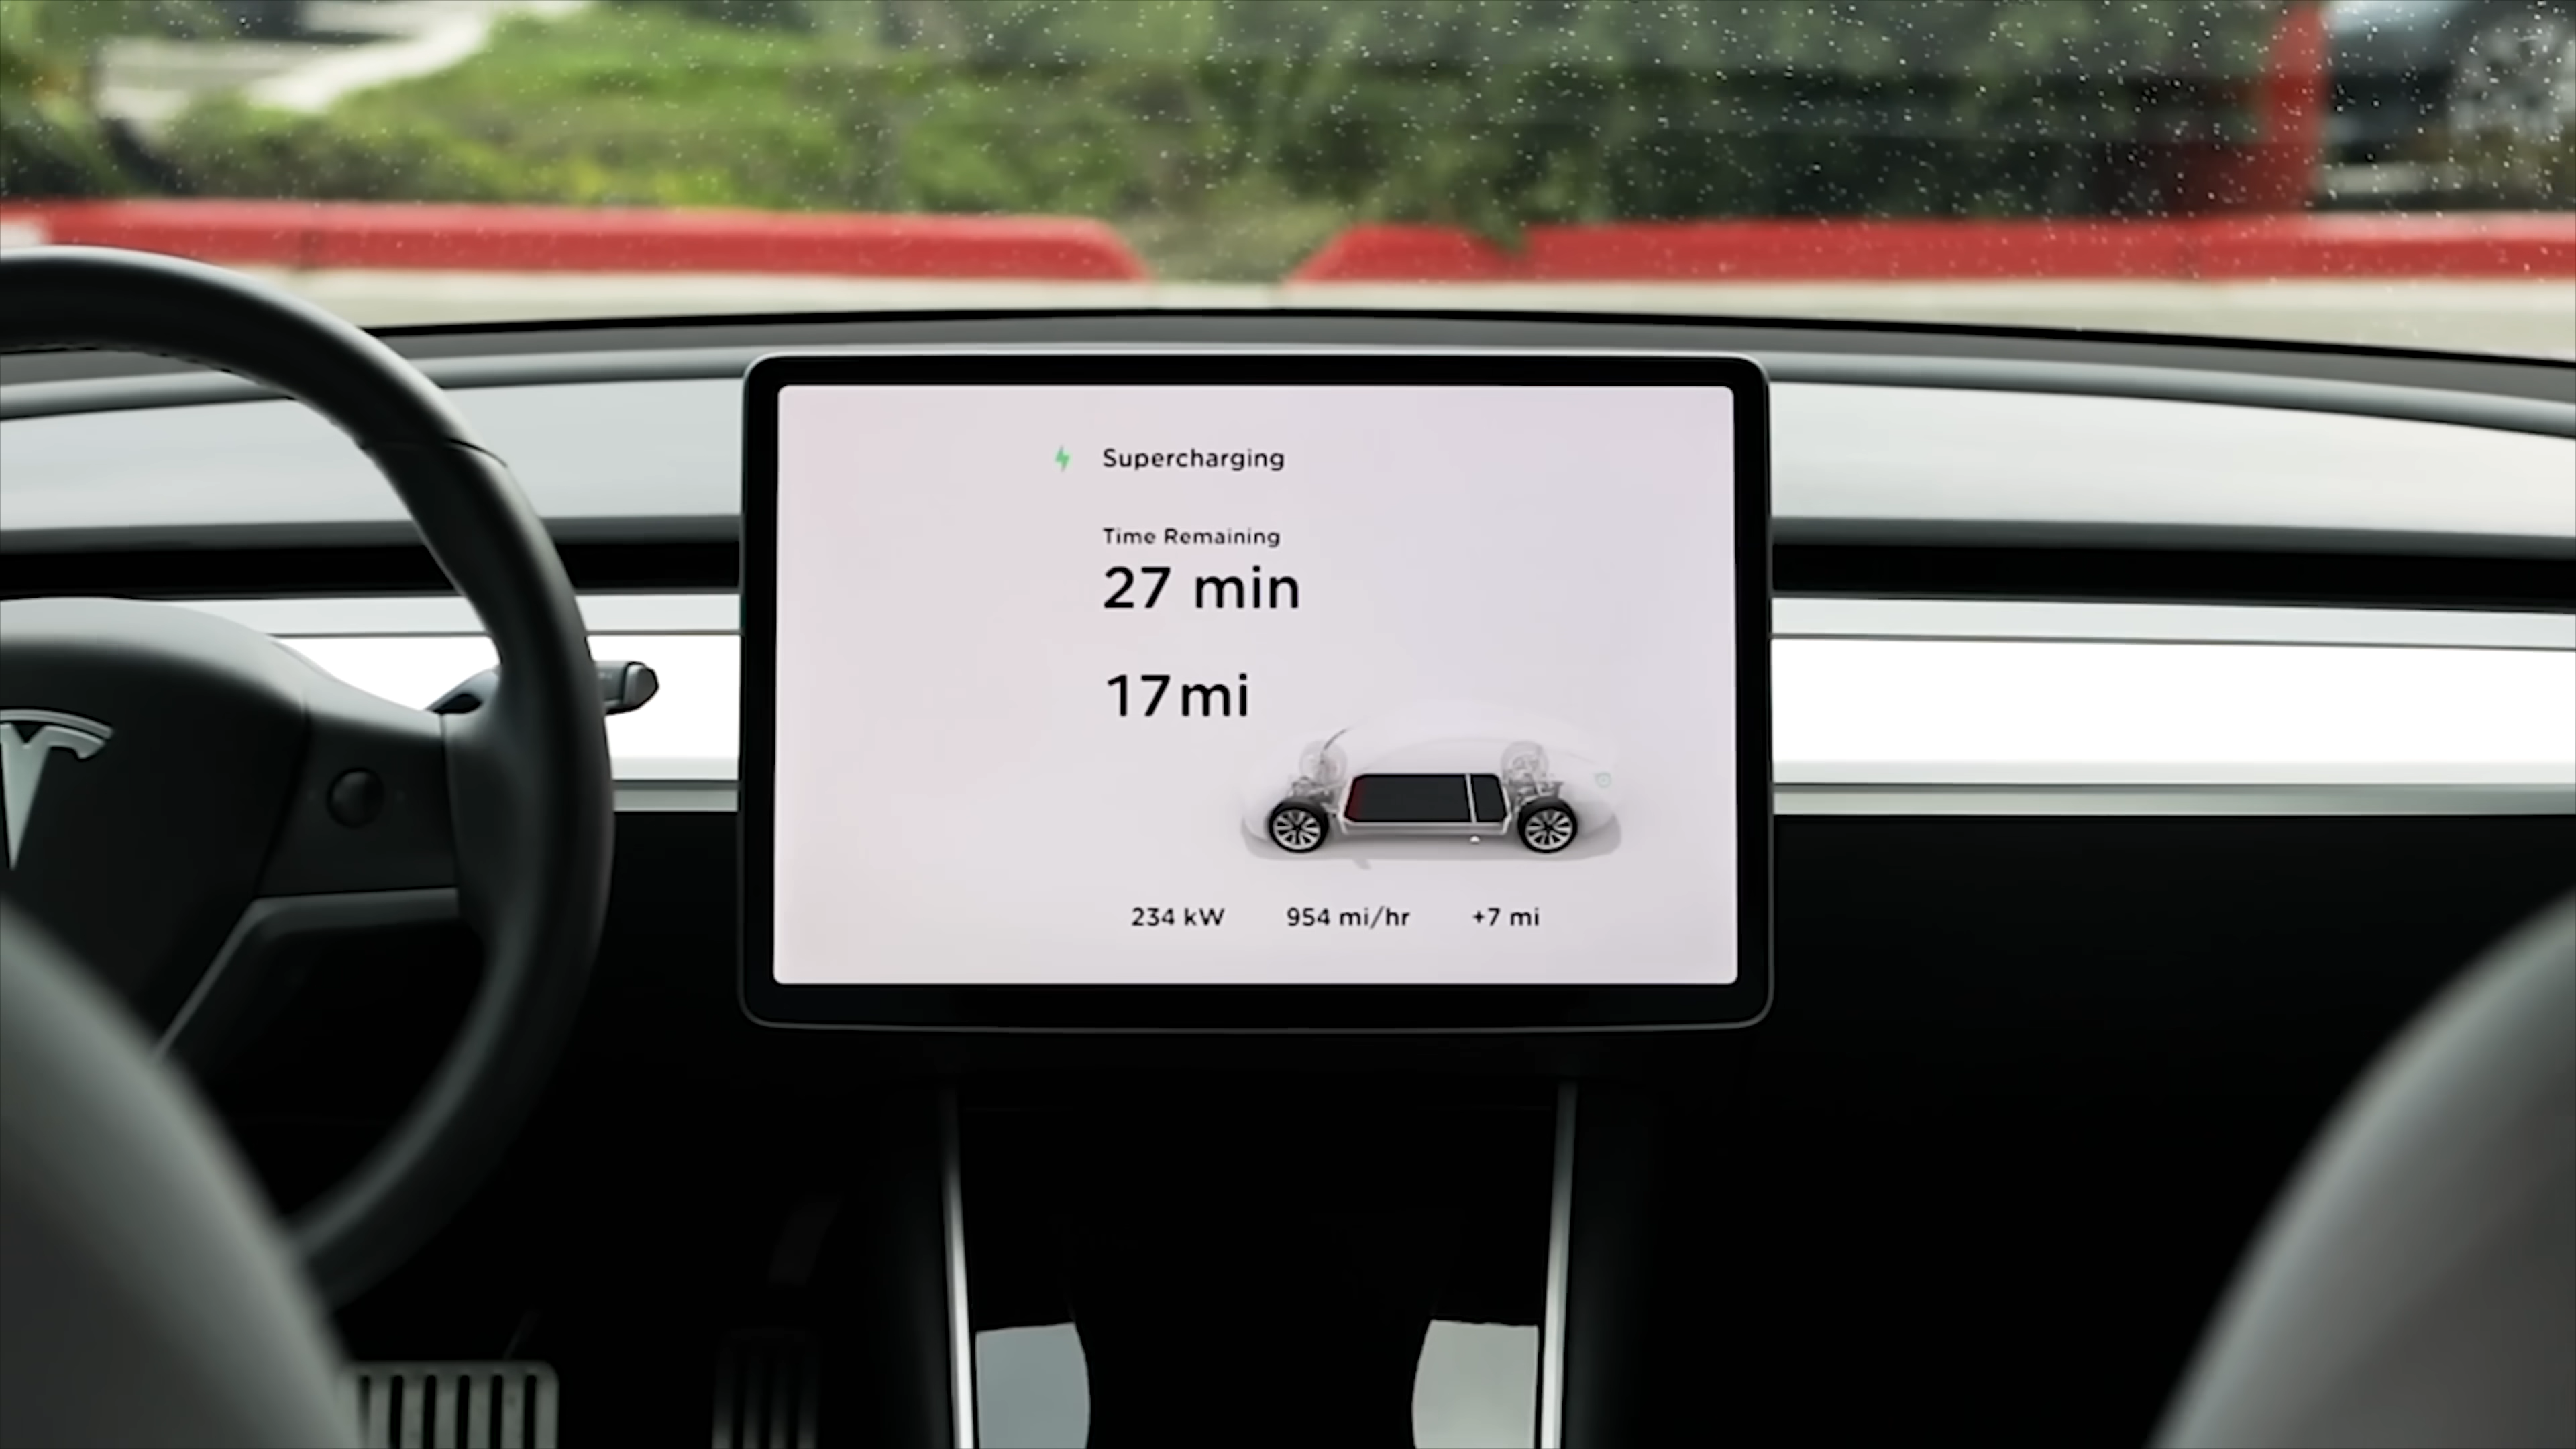 Supercharging
Time Remaining
27 min
17mi
234 kW
954 mi/hr
+7 mi